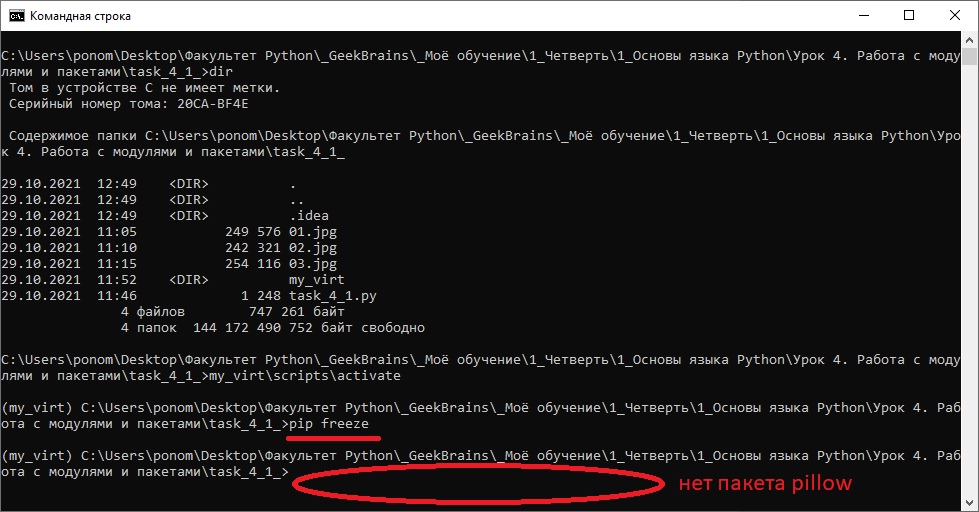 Командная строка
C:\Users\ponom\Desktop\Факультет Python\_GeekBrains\_Моё обучение\1_Четверть\1_Основы языка Python\Урок 4. Работа с моду
лями и пакетами\task_4_1_>dir
 Том в устройстве C не имеет метки.
 Серийный номер тома: 20CA-BF4E
 Содержимое папки C:\Users\ponom\Desktop\Факультет Python\_GeekBrains\_Моё обучение\1_Четверть\1_Основы языка Python\Уро
к 4. Работа с модулями и пакетами\task_4_1_
29.10.2021  12:49    <DIR>          .
29.10.2021  12:49    <DIR>          ..
29.10.2021  12:49    <DIR>          .idea
29.10.2021  11:05           249 576 01.jpg
29.10.2021  11:10           242 321 02.jpg
29.10.2021  11:15           254 116 03.jpg
29.10.2021  11:52    <DIR>          my_virt
29.10.2021  11:46             1 248 task_4_1.py
               4 файлов        747 261 байт
               4 папок  144 172 490 752 байт свободно
C:\Users\ponom\Desktop\Факультет Python\_GeekBrains\_Моё обучение\1_Четверть\1_Основы языка Python\Урок 4. Работа с моду
лями и пакетами\task_4_1_>my_virt\scripts\activate
(my_virt) C:\Users\ponom\Desktop\Факультет Python\_GeekBrains\_Моё обучение\1_Четверть\1_Основы языка Python\Урок 4. Раб
ота с модулями и пакетами\task_4_1_>pip freeze
(my_virt) C:\Users\ponom\Desktop\Факультет Python\_GeekBrains\_Моё обучение\1_Четверть\1_Основы языка Python\Урок 4. Раб
ота с модулями и пакетами\task_4_1_>
нет пакета pillow